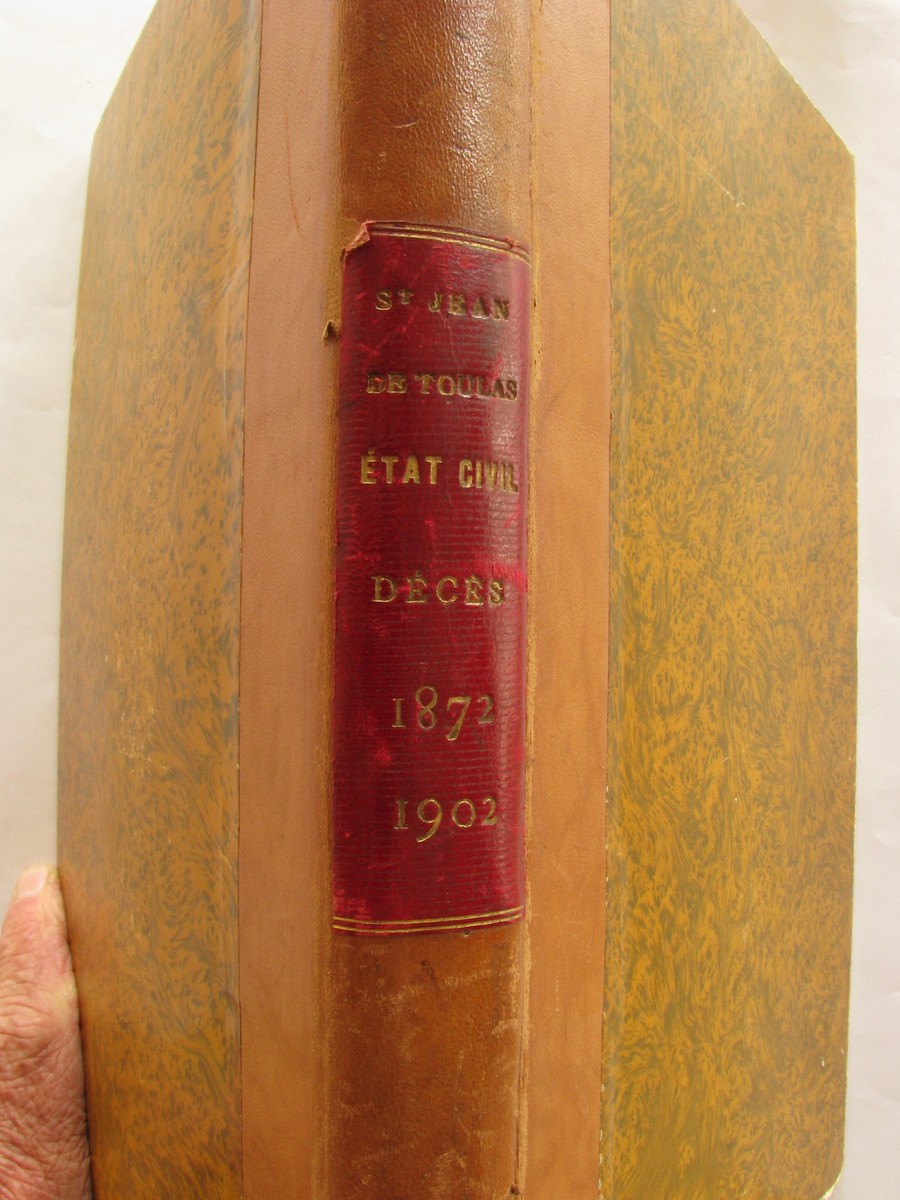 Sᵀ JEAN
DE TOULAS
ÉTAT CIVIL
DÉCÈS
1872
1902